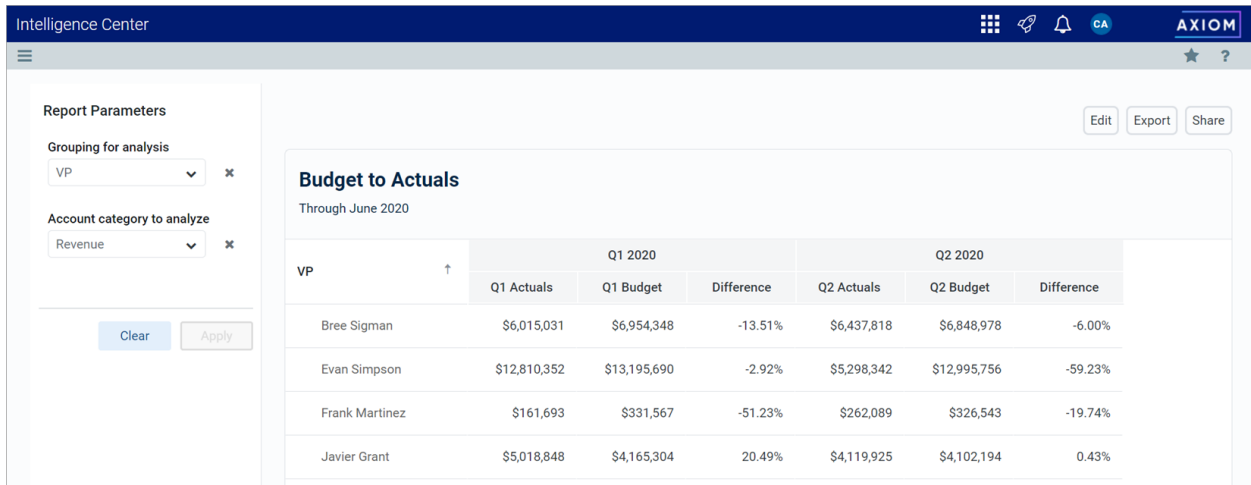 Intelligence Center
CA
AXIOM
?
Report Parameters
Grouping for analysis
VP
Account category to analyze
Revenue
Clear Apply
Edit Export Share
Budget to Actuals
Through June 2020
VP Q1 2020 Q2 2020
Q1 Actuals Q1 Budget Difference Q2 Actuals Q2 Budget Difference
Bree Sigman $6,015,031 $6,954,348 -13.51% $6,437,818 $6,848,978 -6.00%
Evan Simpson $12,810,352 $13,195,690 -2.92% $5,298,342 $12,995,756 -59.23%
Frank Martinez $161,693 $331,567 -51.23% $262,089 $326,543 -19.74%
Javier Grant $5,018,848 $4,165,304 20.49% $4,119,925 $4,102,194 0.43%